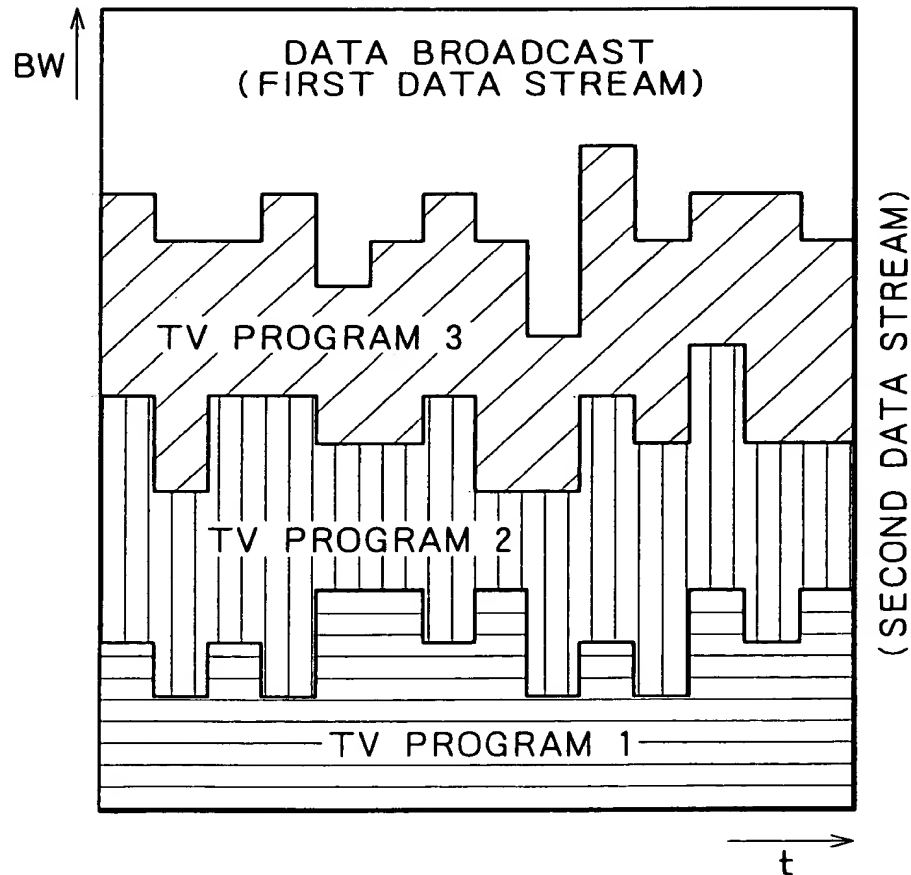 BW
DATA BROADCAST
(FIRST DATA STREAM)
TV PROGRAM 3
TV PROGRAM 2
TV PROGRAM 1
(SECOND DATA STREAM)
t